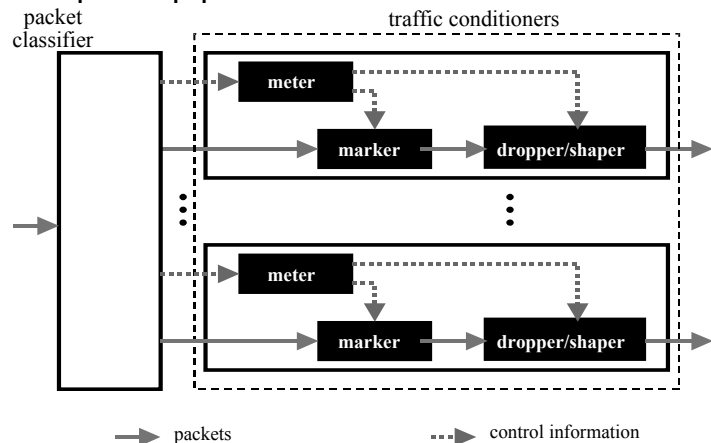 packet
classifier
traffic conditioners
meter
marker
dropper/shaper
meter
marker
dropper/shaper
packets
control information